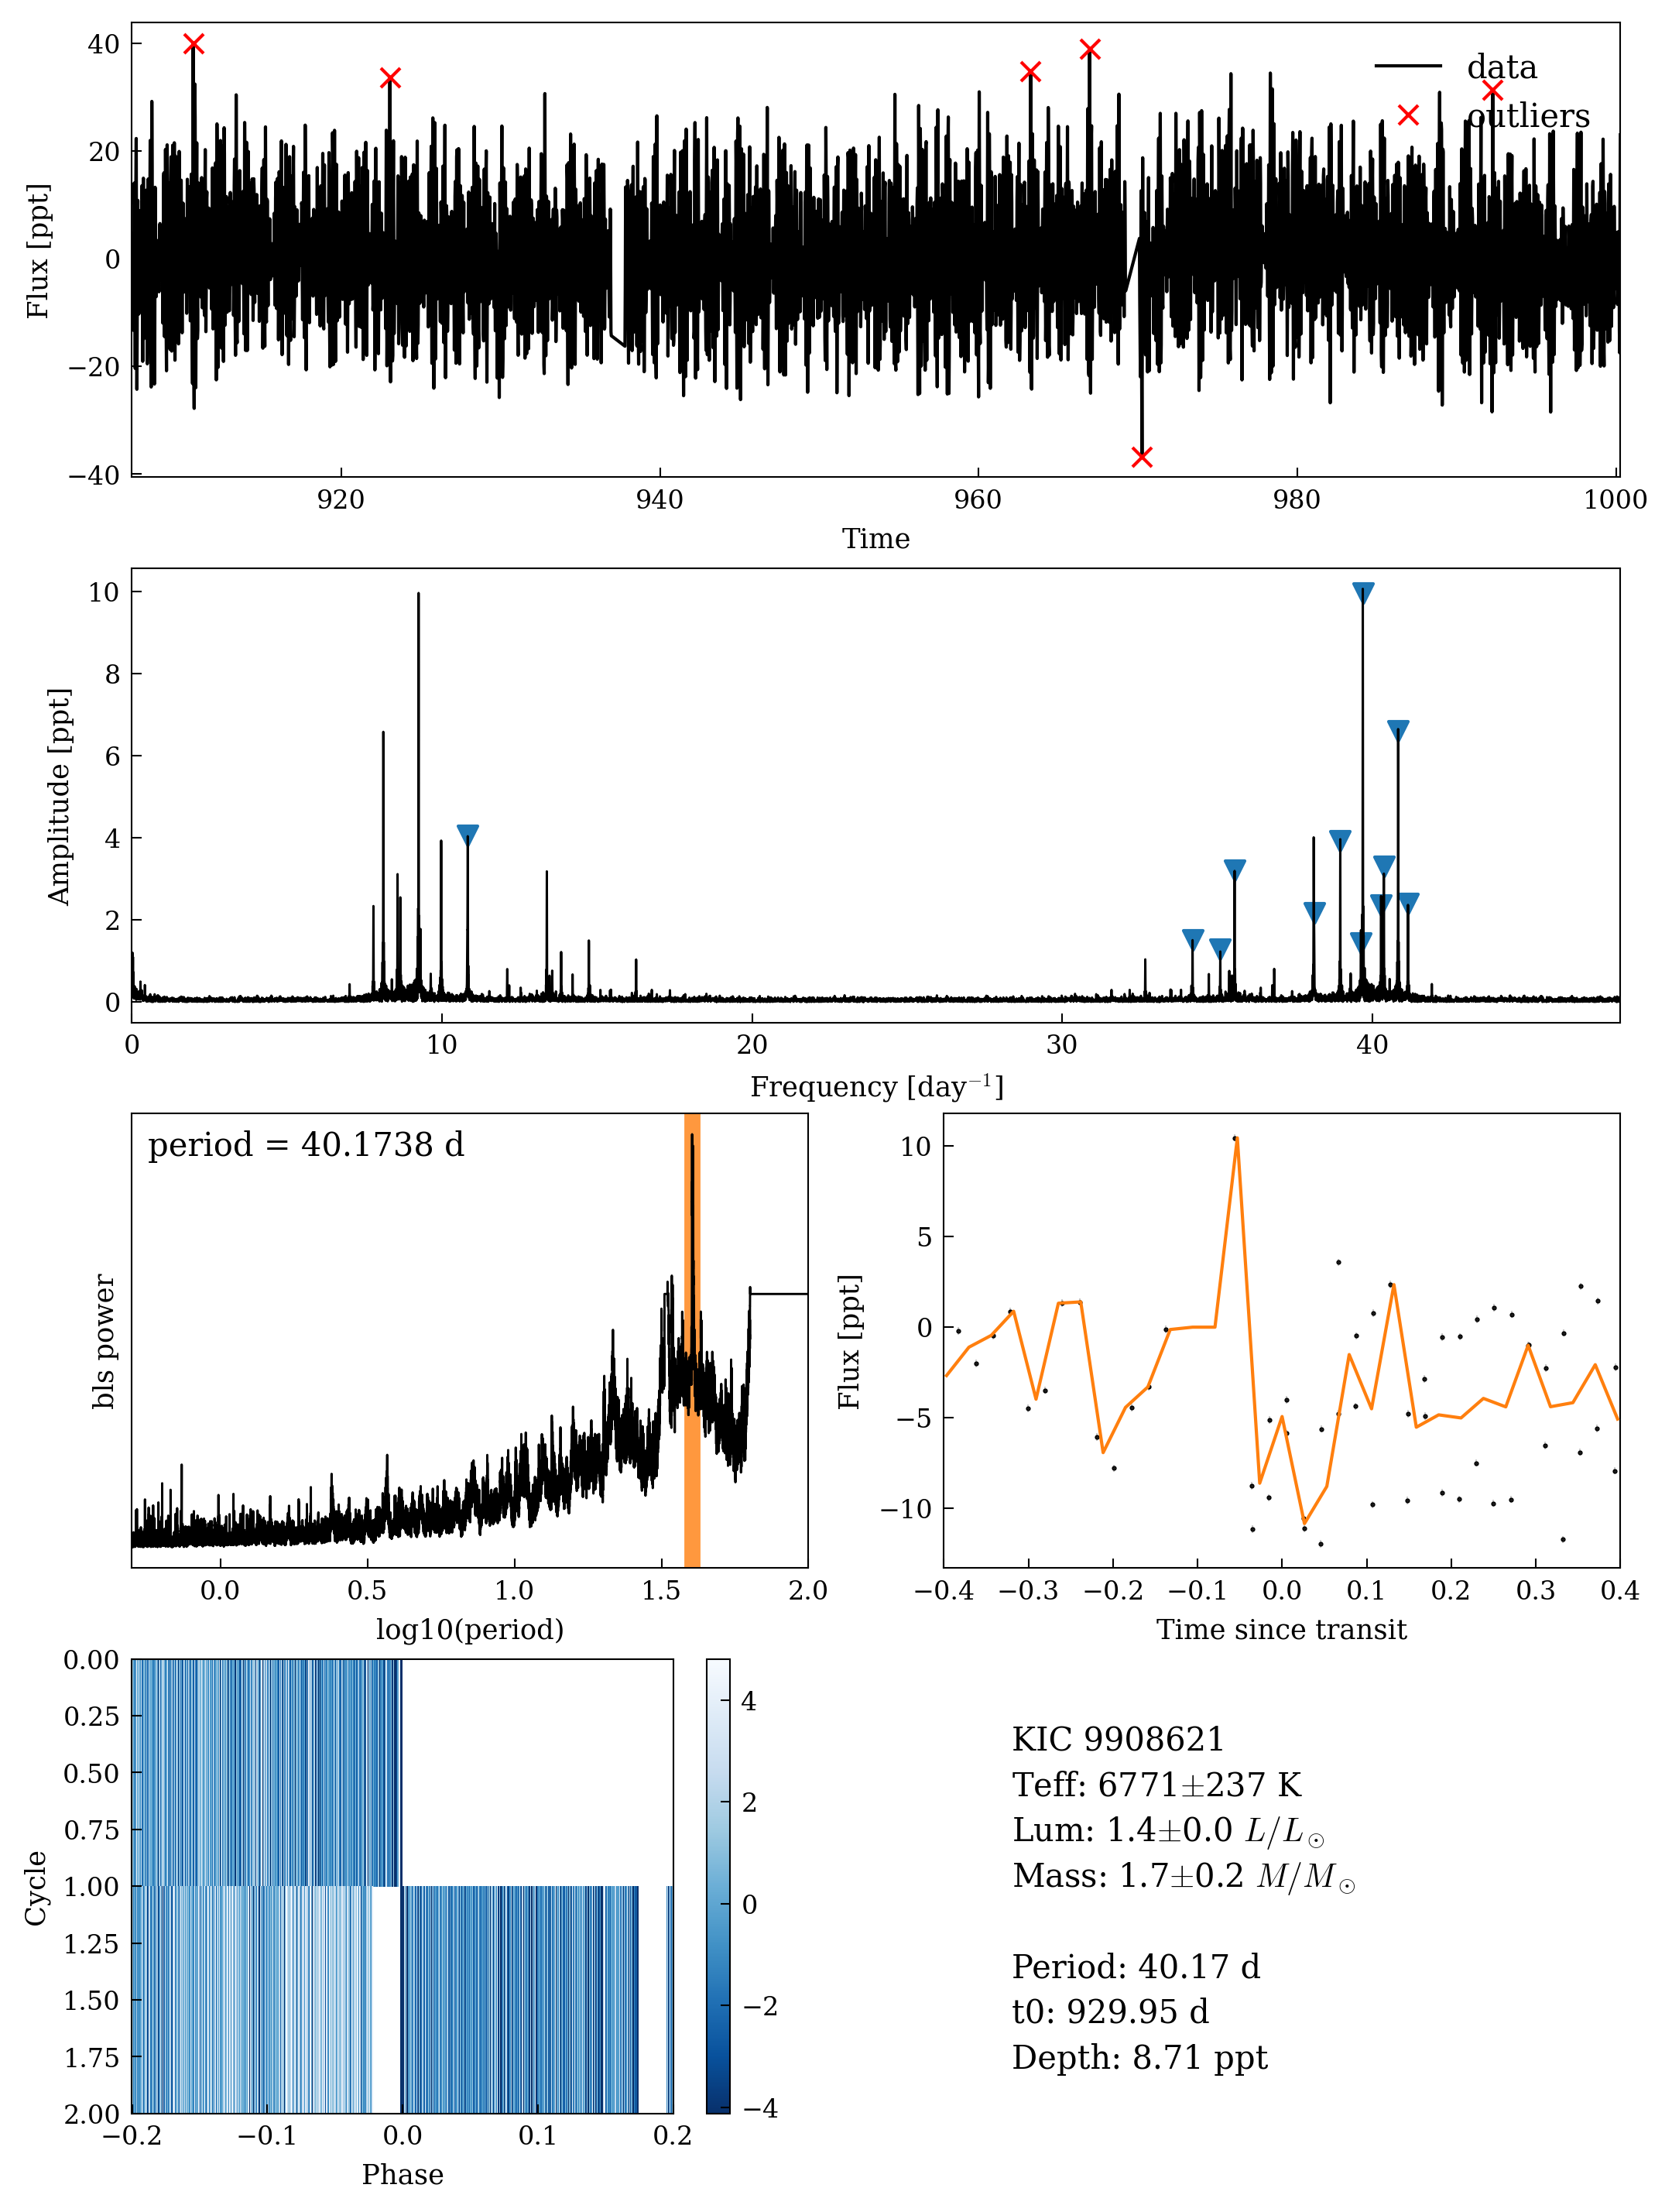 40
20
0
−20
−40
Flux [ppt]
data
outliers
920
940
960
980
1000
Time
10
8
6
4
2
0
Amplitude [ppt]
0
10
20
30
40
Frequency [day⁻¹]
period = 40.1738 d
bls power
0.0
0.5
1.0
1.5
2.0
log10(period)
10
5
0
−5
−10
Flux [ppt]
−0.4
−0.3
−0.2
−0.1
0.0
0.1
0.2
0.3
0.4
Time since transit
0.00
0.25
0.50
0.75
1.00
1.25
1.50
1.75
2.00
Cycle
−0.2
−0.1
0.0
0.1
0.2
Phase
4
2
0
−2
−4
KIC 9908621
Teff: 6771±237 K
Lum: 1.4±0.0 L/L⊙
Mass: 1.7±0.2 M/M⊙
Period: 40.17 d
t0: 929.95 d
Depth: 8.71 ppt